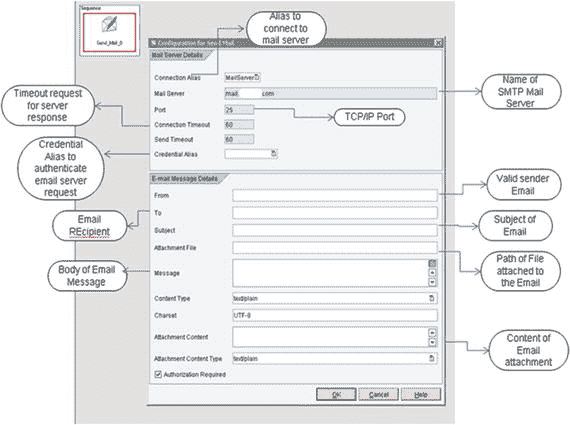 Sequence
Send_Mail_0
Alias to
connect to
mail server
Configuration for Send Mail
Mail Server Details
Connection Alias
MailServer
Mail Server
mail. .com
Port
25
Connection Timeout
60
Send Timeout
60
Credential Alias
Timeout request
for server
response
Credential
Alias to
authenticate
email server
request
Name of
SMTP Mail
Server
TCP/IP Port
E-mail Message Details
From
To
Subject
Attachment File
Message
Content Type
text/plain
Charset
UTF-8
Attachment Content
Attachment Content Type
text/plain
Authorization Required
OK
Cancel
Help
Email
REcipient
Body of Email
Message
Valid sender
Email
Subject of
Email
Path of File
attached to
the Email
Content of
Email
attachment